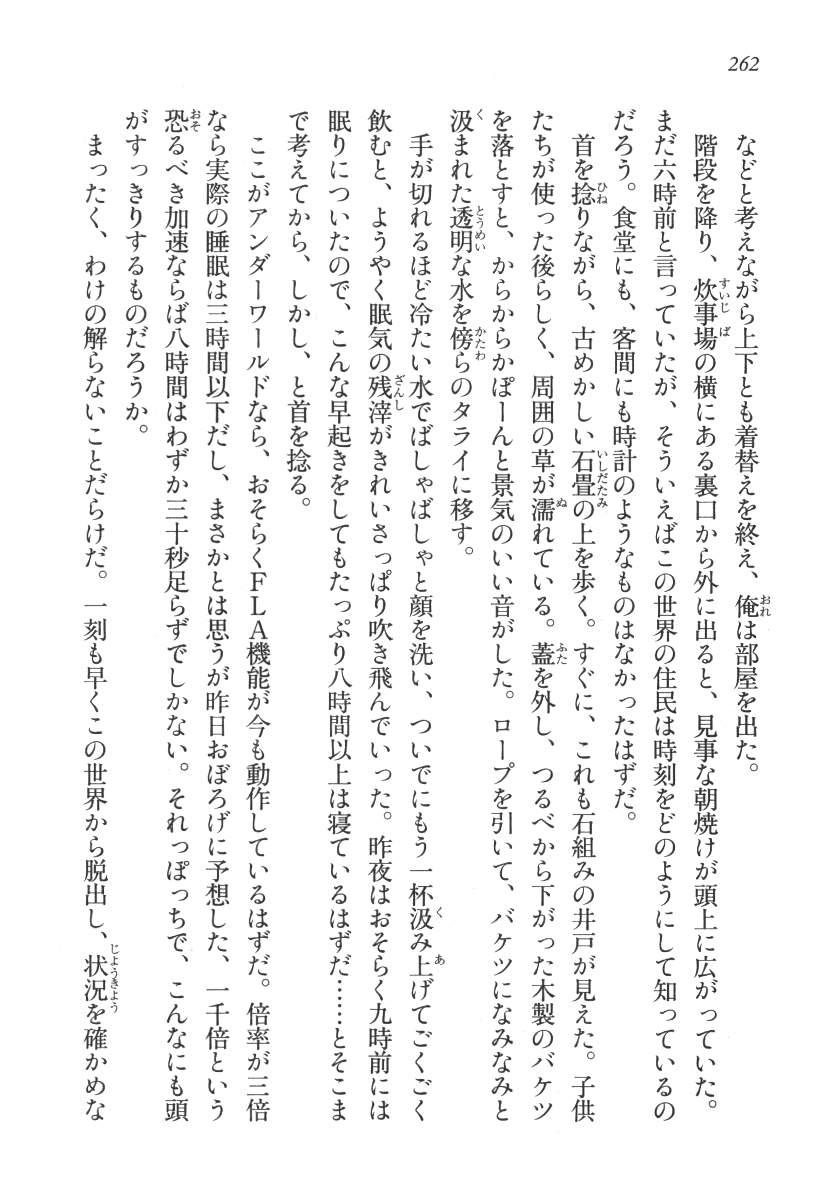 262
などと考えながら上下とも着替えを終え、俺は部屋を出た。
階段を降り、炊事場の横にある裏口から外に出ると、見事な朝焼けが頭上に広がっていた。
まだ六時前と言っていたが、そういえばこの世界の住民は時刻をどのようにして知っているの
だろう。食堂にも、客間にも時計のようなものはなかったはずだ。
首を捻りながら、古めかしい石畳の上を歩く。すぐに、これも石組みの井戸が見えた。子供
たちが使った後らしく、周囲の草が濡れている。蓋を外し、つるべから下がった木製のバケツ
を落とすと、からからかぽーんと景気のいい音がした。ロープを引いて、バケツになみなみと
汲まれた透明な水を傍らのタライに移す。
手が切れるほど冷たい水でばしゃばしゃと顔を洗い、ついでにもう一杯汲み上げてごくごく
飲むと、ようやく眠気の残滓がきれいさっぱり吹き飛んでいった。昨夜はおそらく九時前には
眠りについたので、こんな早起きをしてもたっぷり八時間以上は寝ているはずだ……とそこま
で考えてから、しかし、と首を捻る。
ここがアンダーワールドなら、おそらくFLA機能が今も動作しているはずだ。倍率が三倍
なら実際の睡眠は三時間以下だし、まさかとは思うが昨日おぼろげに予想した、一千倍という
恐るべき加速ならば八時間はわずか三十秒足らずでしかない。それっぽっちで、こんなにも頭
がすっきりするものだろうか。
まったく、わけの解らないことだらけだ。一刻も早くこの世界から脱出し、状況を確かめな